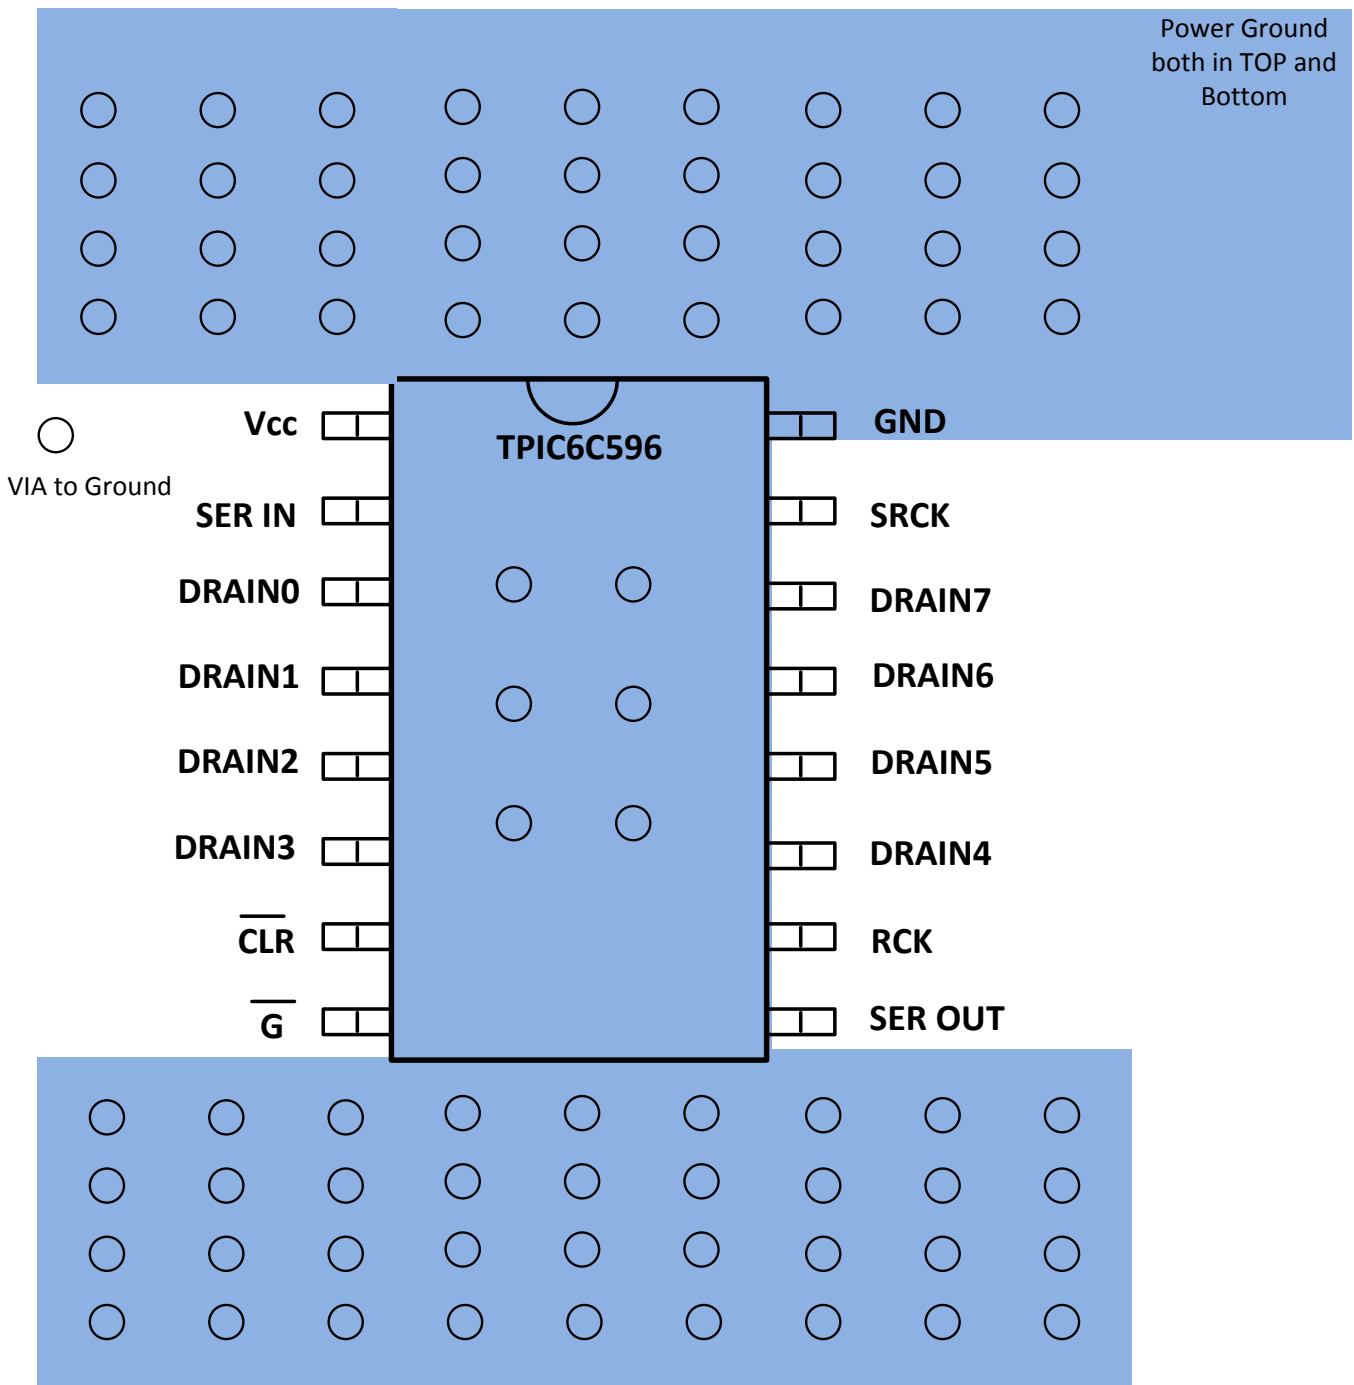 Power Ground
both in TOP and
Bottom
Vcc
GND
TPIC6C596
VIA to Ground
SER IN
SRCK
DRAIN0
DRAIN7
DRAIN1
DRAIN6
DRAIN2
DRAIN5
DRAIN3
DRAIN4
CLR
RCK
G
SER OUT